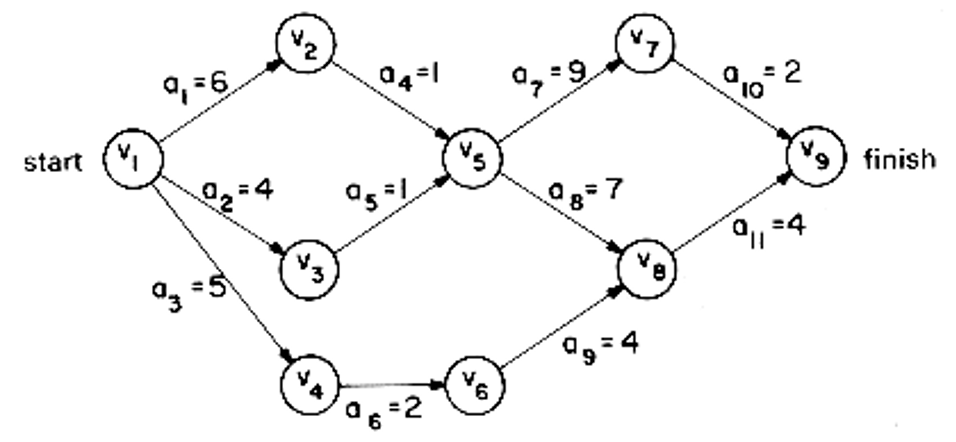 v2
v7
a1=6
a4=1
a7=9
a10=2
start
v1
v5
v9
finish
a2=4
a5=1
a8=7
a11=4
v3
v8
a3=5
a9=4
v4
v6
a6=2